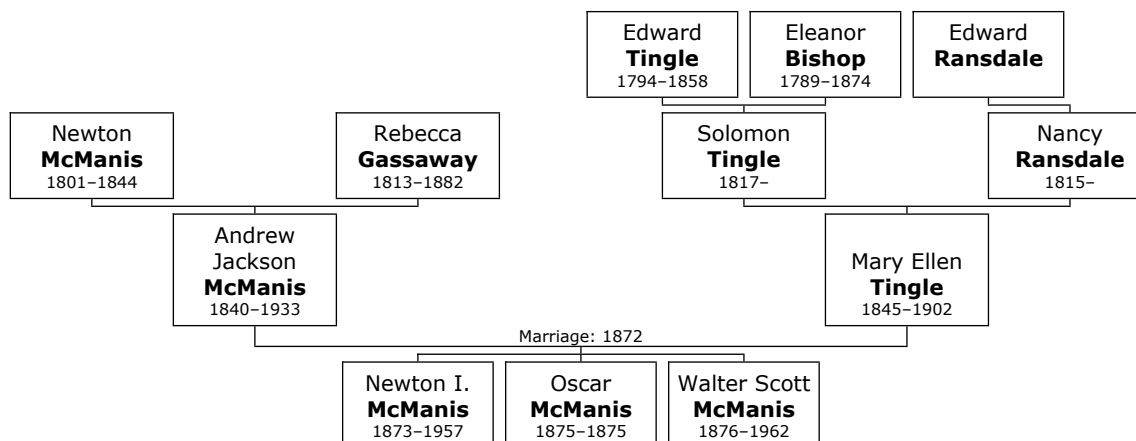 Edward
Tingle
1794–1858
Eleanor
Bishop
1789–1874
Edward
Ransdale
Newton
McManis
1801–1844
Rebecca
Gassaway
1813–1882
Solomon
Tingle
1817–
Nancy
Ransdale
1815–
Andrew
Jackson
McManis
1840–1933
Mary Ellen
Tingle
1845–1902
Marriage: 1872
Newton I.
McManis
1873–1957
Oscar
McManis
1875–1875
Walter Scott
McManis
1876–1962